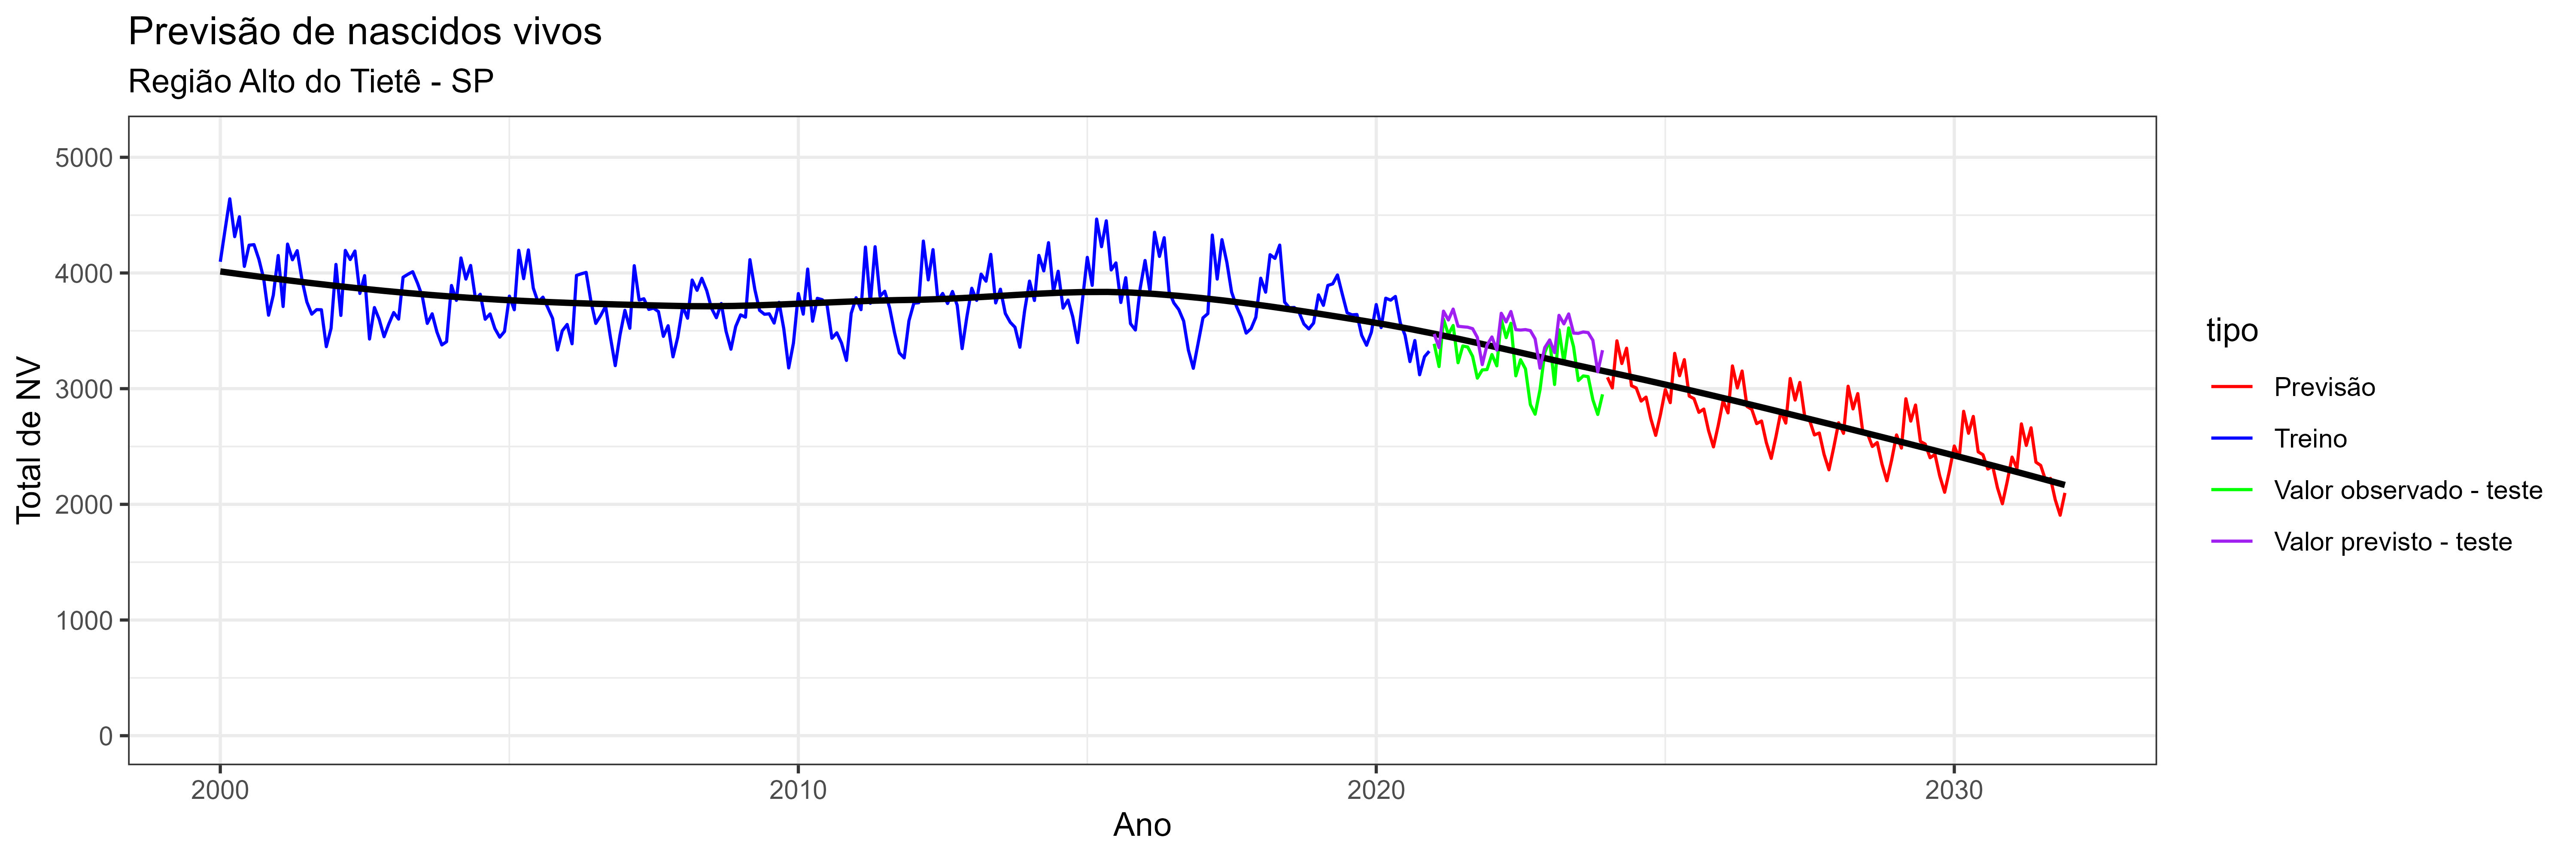 Previsão de nascidos vivos
Região Alto do Tietê - SP
Total de NV
5000
4000
3000
2000
1000
0
2000
2010
2020
2030
Ano
tipo
Previsão
Treino
Valor observado - teste
Valor previsto - teste